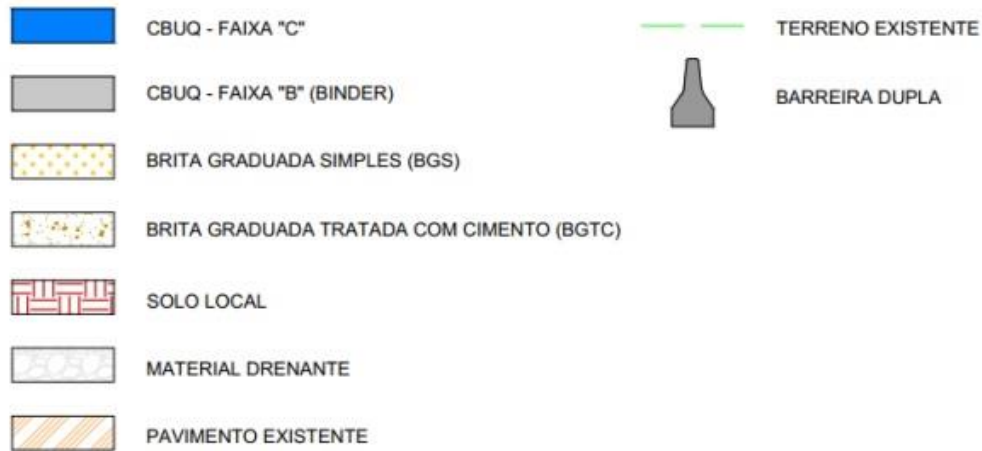 CBUQ - FAIXA "C"
CBUQ - FAIXA "B" (BINDER)
BRITA GRADUADA SIMPLES (BGS)
BRITA GRADUADA TRATADA COM CIMENTO (BGTC)
SOLO LOCAL
MATERIAL DRENANTE
PAVIMENTO EXISTENTE
TERRENO EXISTENTE
BARREIRA DUPLA